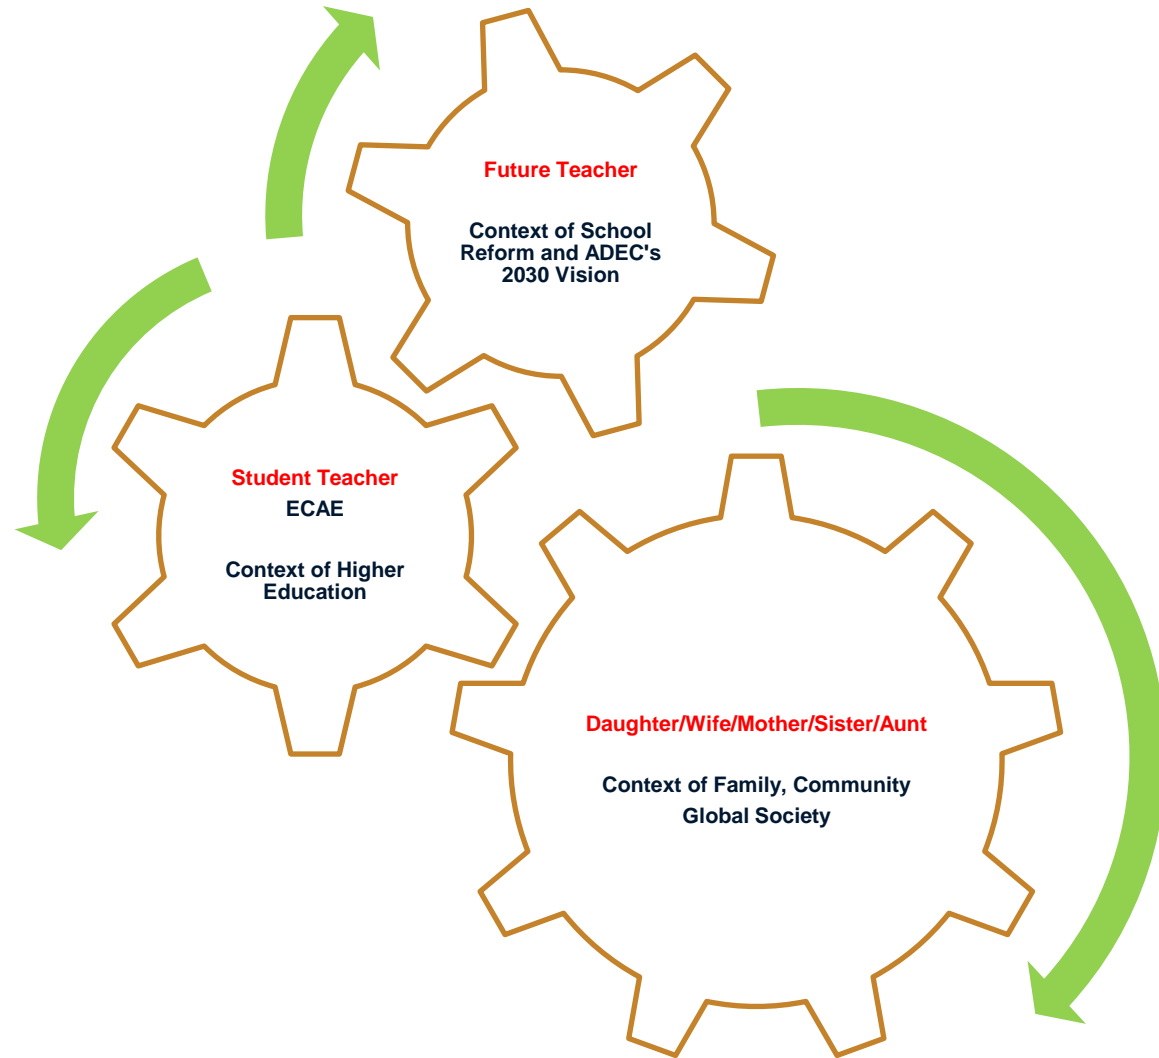 Future Teacher
Context of School
Reform and ADEC's
2030 Vision
Student Teacher
ECAE
Context of Higher
Education
Daughter/Wife/Mother/Sister/Aunt
Context of Family, Community
Global Society